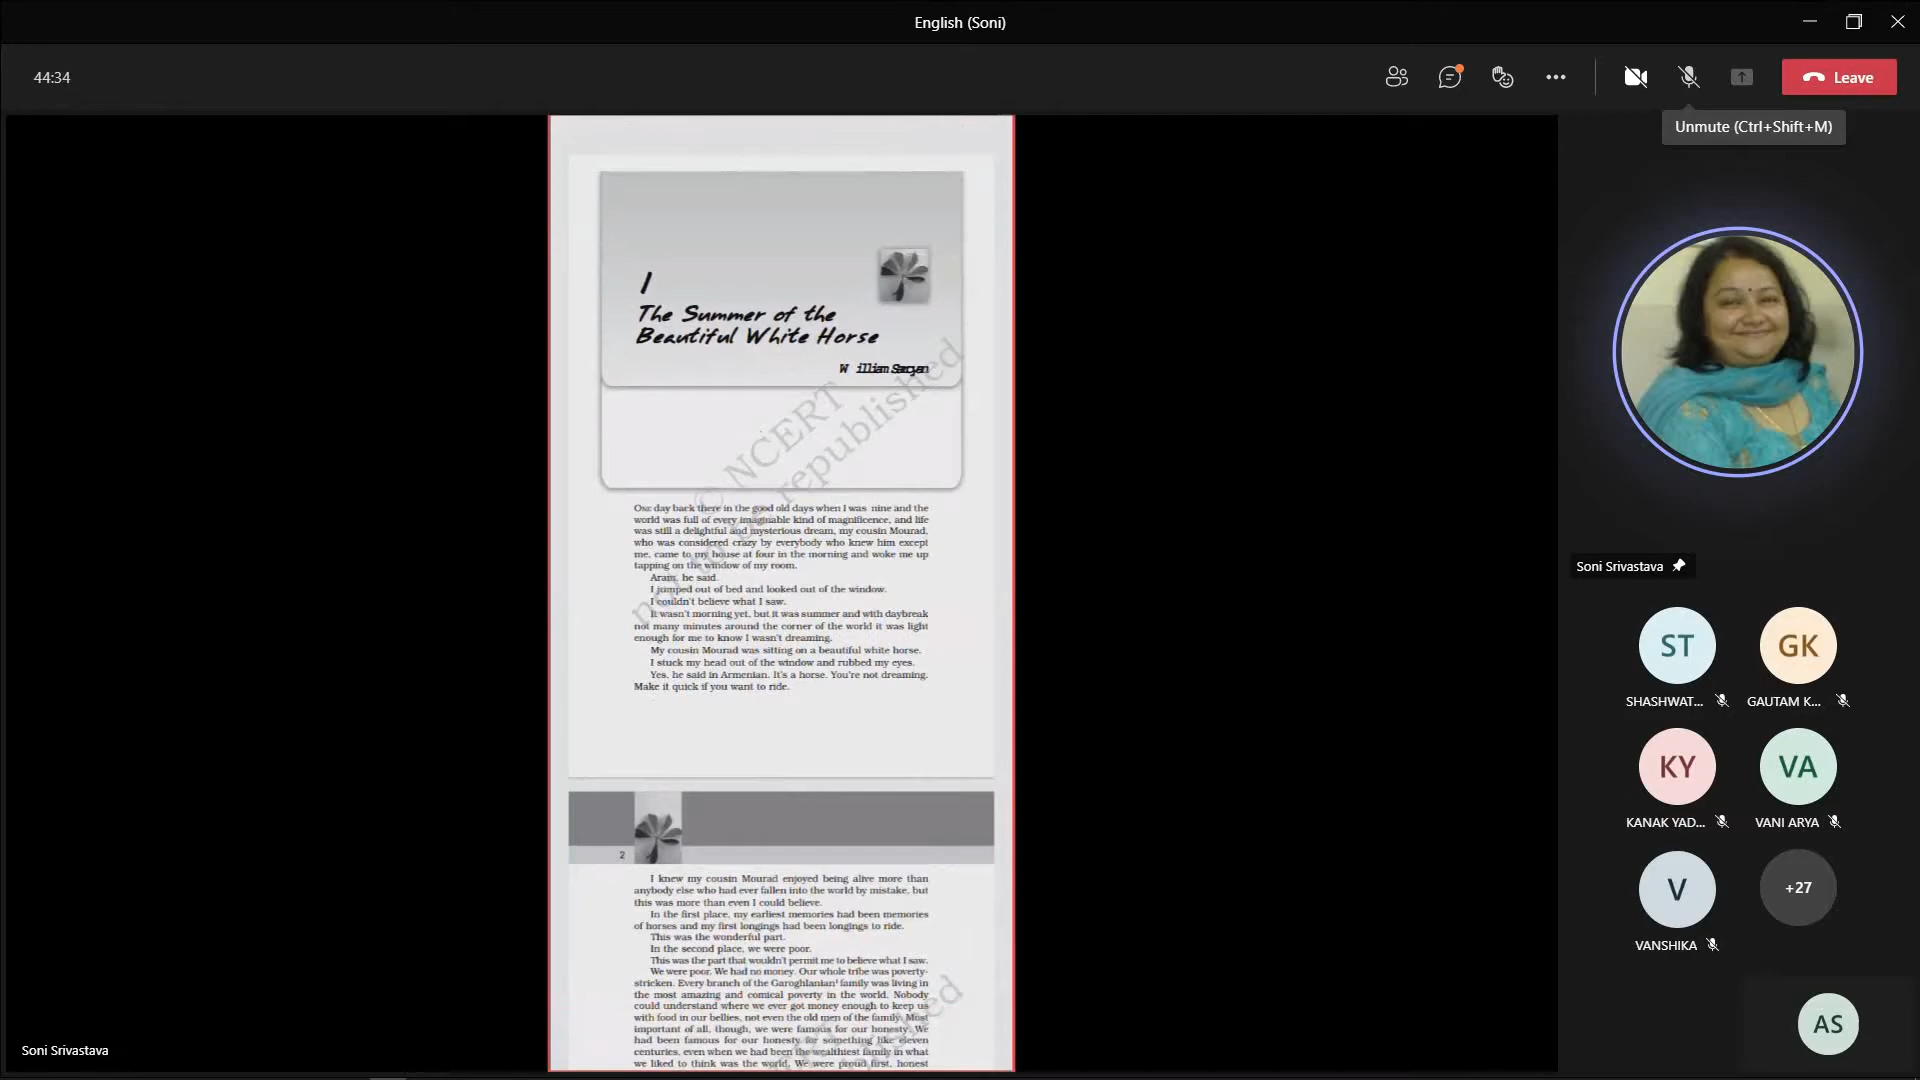 English (Soni)
44:34
Leave
Unmute (Ctrl+Shift+M)
1
The Summer of the
Beautiful White Horse
William Saroyan
© NCERT
not to be republished
One day back there in the good old days when I was nine and the
world was full of every imaginable kind of magnificence, and life
was still a delightful and mysterious dream, my cousin Mourad,
who was considered crazy by everybody who knew him except
me, came to my house at four in the morning and woke me up
tapping on the window of my room.
Aram, he said.
I jumped out of bed and looked out of the window.
I couldn't believe what I saw.
It wasn't morning yet, but it was summer and with daybreak
not many minutes around the corner of the world it was light
enough for me to know I wasn't dreaming.
My cousin Mourad was sitting on a beautiful white horse.
I stuck my head out of the window and rubbed my eyes.
Yes, he said in Armenian. It's a horse. You're not dreaming.
Make it quick if you want to ride.
2
I knew my cousin Mourad enjoyed being alive more than
anybody else who had ever fallen into the world by mistake, but
this was more than even I could believe.
In the first place, my earliest memories had been memories
of horses and my first longings had been longings to ride.
This was the wonderful part.
In the second place, we were poor.
This was the part that wouldn't permit me to believe what I saw.
We were poor. We had no money. Our whole tribe was poverty-
stricken. Every branch of the Garoghlanian¹ family was living in
the most amazing and comical poverty in the world. Nobody
could understand where we ever got money enough to keep us
with food in our bellies, not even the old men of the family. Most
important of all, though, we were famous for our honesty. We
had been famous for our honesty for something like eleven
centuries, even when we had been the wealthiest family in what
we liked to think was the world. We were proud first, honest
Soni Srivastava
Soni Srivastava
ST
GK
SHASHWAT...
GAUTAM K...
KY
VA
KANAK YAD...
VANI ARYA
V
+27
VANSHIKA
AS